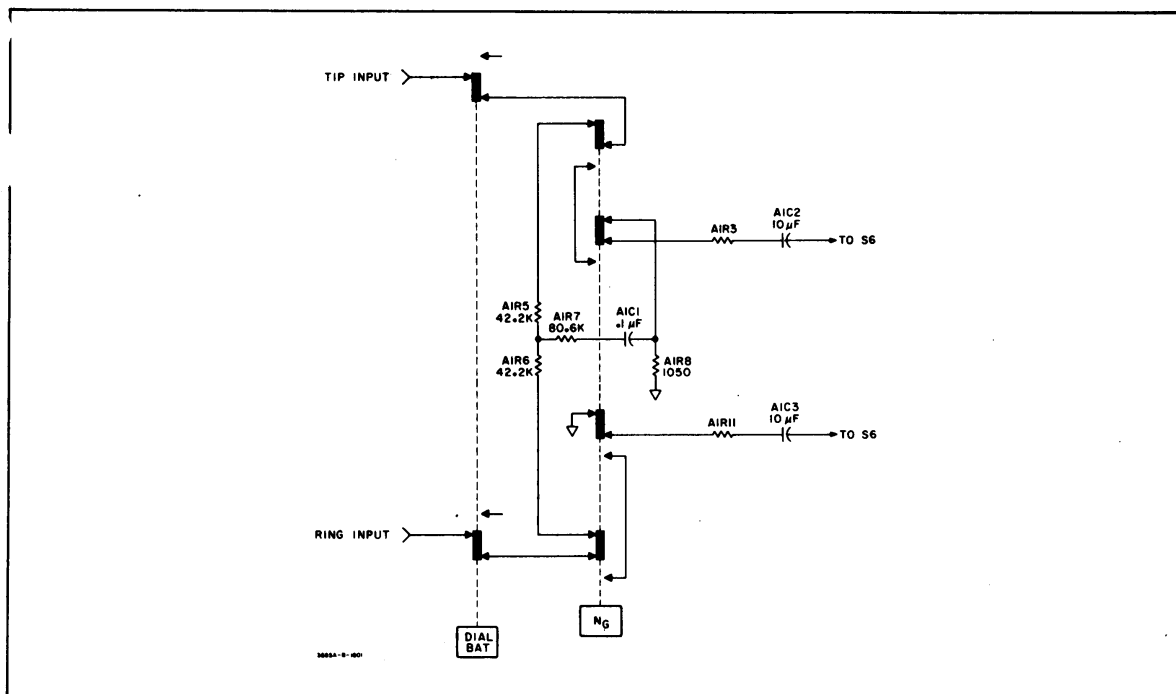 TIP INPUT
A1R3
A1C2
10 µF
TO S6
A1R5
42.2K
A1R7
80.6K
A1C1
.1 µF
A1R6
42.2K
A1R8
1050
A1R11
A1C3
10 µF
TO S6
RING INPUT
NG
DIAL
BAT